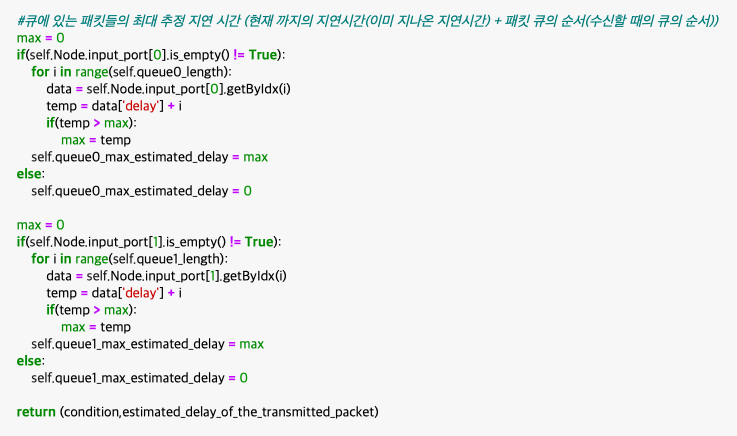 #큐에 있는 패킷들의 최대 추정 지연 시간 (현재 까지의 지연시간(이미 지나온 지연시간) + 패킷 큐의 순서(수신할 때의 큐의 순서))
max = 0
if(self.Node.input_port[0].is_empty() != True):
    for i in range(self.queue0_length):
        data = self.Node.input_port[0].getByIdx(i)
        temp = data['delay'] + i
        if(temp > max):
            max = temp
    self.queue0_max_estimated_delay = max
else:
    self.queue0_max_estimated_delay = 0

max = 0
if(self.Node.input_port[1].is_empty() != True):
    for i in range(self.queue1_length):
        data = self.Node.input_port[1].getByIdx(i)
        temp = data['delay'] + i
        if(temp > max):
            max = temp
    self.queue1_max_estimated_delay = max
else:
    self.queue1_max_estimated_delay = 0

return (condition,estimated_delay_of_the_transmitted_packet)